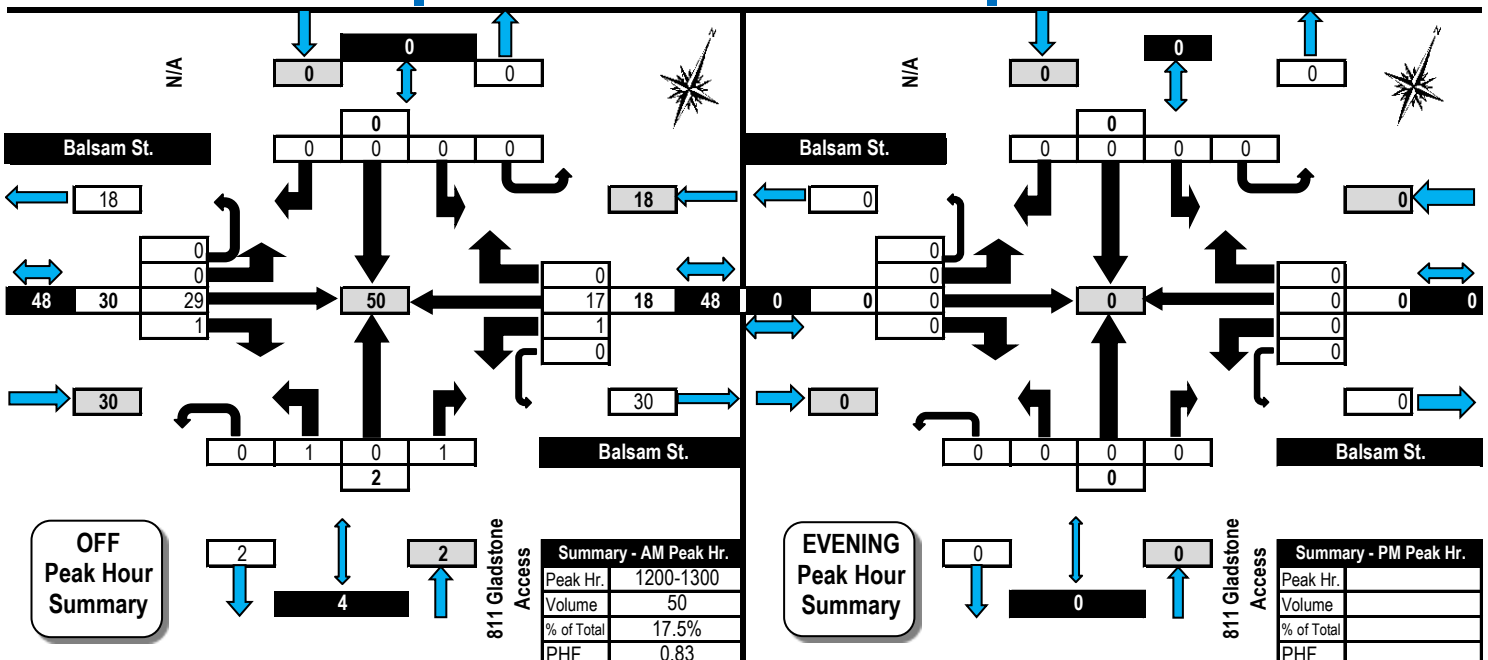 N/A
0
0
0
0
0 0 0 0
Balsam St.
18
18
0
0
48 30 29
1
50
0
17 18 48
1
0
30
30
0 1 0 1
2
Balsam St.
OFF
Peak Hour
Summary
2
2
4
811 Gladstone
Access
Summary - AM Peak Hr.
Peak Hr. 1200-1300
Volume 50
% of Total 17.5%
PHF 0.83
N
N/A
0
0
0
0
0 0 0 0
Balsam St.
0
0
0
0
0 0 0
0
0
0
0 0 0
0
0
0
0
0 0 0 0
0
Balsam St.
EVENING
Peak Hour
Summary
0
0
0
811 Gladstone
Access
Summary - PM Peak Hr.
Peak Hr.
Volume
% of Total
PHF
N